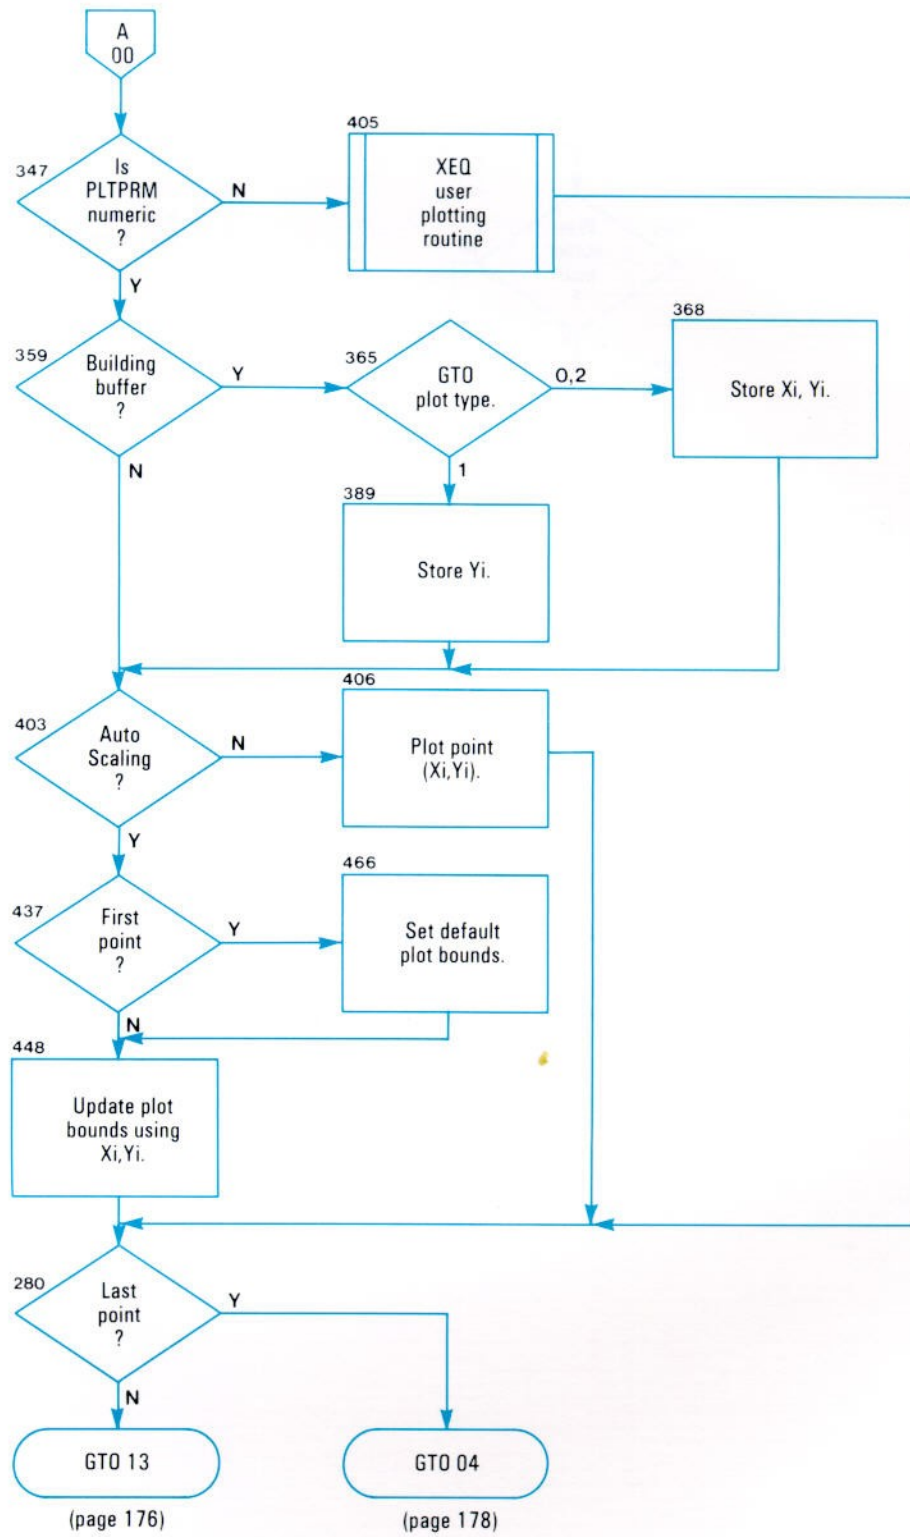 A
00
347
Is
PLTPRM
numeric
?
N
405
XEQ
user
plotting
routine
Y
359
Building
buffer
?
Y
365
GTO
plot type.
0,2
368
Store Xi, Yi.
N
1
389
Store Yi.
403
Auto
Scaling
?
N
406
Plot point
(Xi,Yi).
Y
437
First
point
?
Y
466
Set default
plot bounds.
N
448
Update plot
bounds using
Xi,Yi.
280
Last
point
?
Y
N
GTO 13
GTO 04
(page 176)
(page 178)